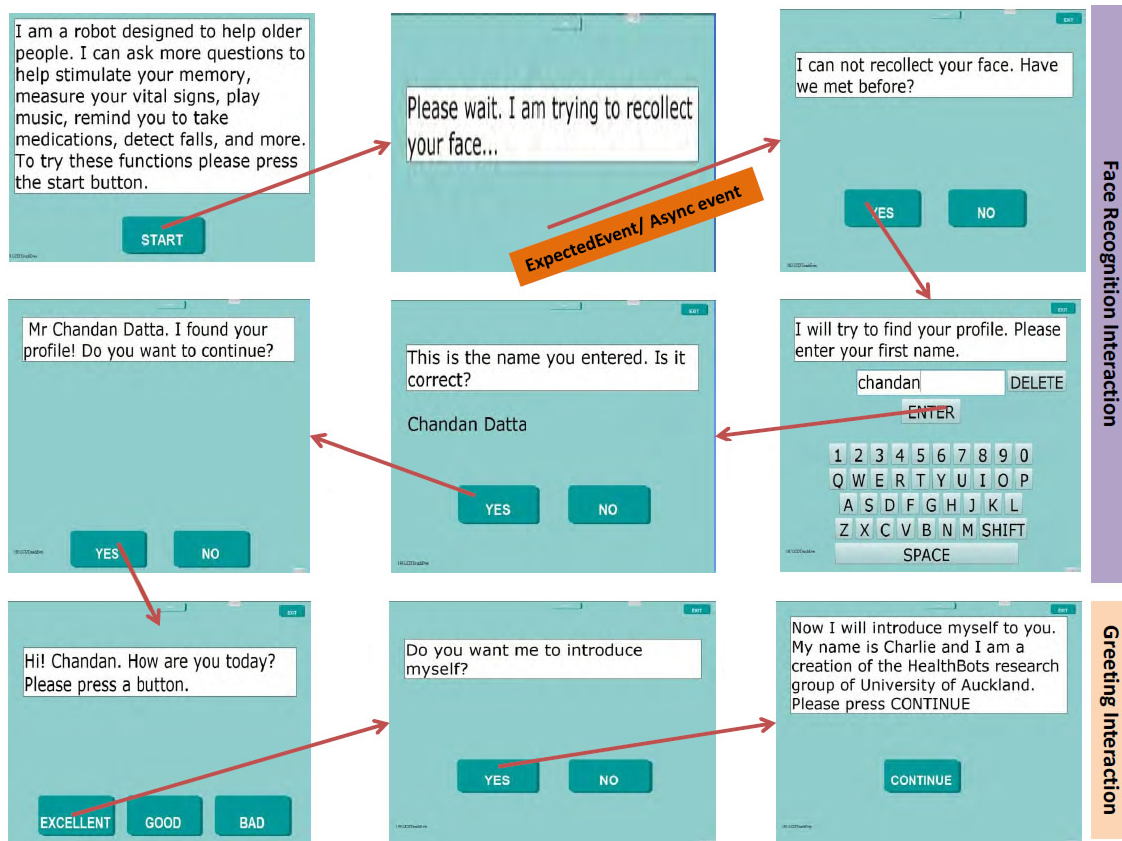 I am a robot designed to help older
people. I can ask more questions to
help stimulate your memory,
measure your vital signs, play
music, remind you to take
medications, detect falls, and more.
To try these functions please press
the start button.
START
Please wait. I am trying to recollect
your face...
ExpectedEvent/ Async event
EXIT
I can not recollect your face. Have
we met before?
YES
NO
Face Recognition Interaction
Mr Chandan Datta. I found your
profile! Do you want to continue?
YES
NO
EXIT
This is the name you entered. Is it
correct?
Chandan Datta
YES
NO
EXIT
I will try to find your profile. Please
enter your first name.
chandan
DELETE
ENTER
1 2 3 4 5 6 7 8 9 0
Q W E R T Y U I O P
A S D F G H J K L
Z X C V B N M SHIFT
SPACE
EXIT
Hi! Chandan. How are you today?
Please press a button.
EXCELLENT
GOOD
BAD
EXIT
Do you want me to introduce
myself?
YES
NO
EXIT
Now I will introduce myself to you.
My name is Charlie and I am a
creation of the HealthBots research
group of University of Auckland.
Please press CONTINUE
CONTINUE
Greeting Interaction